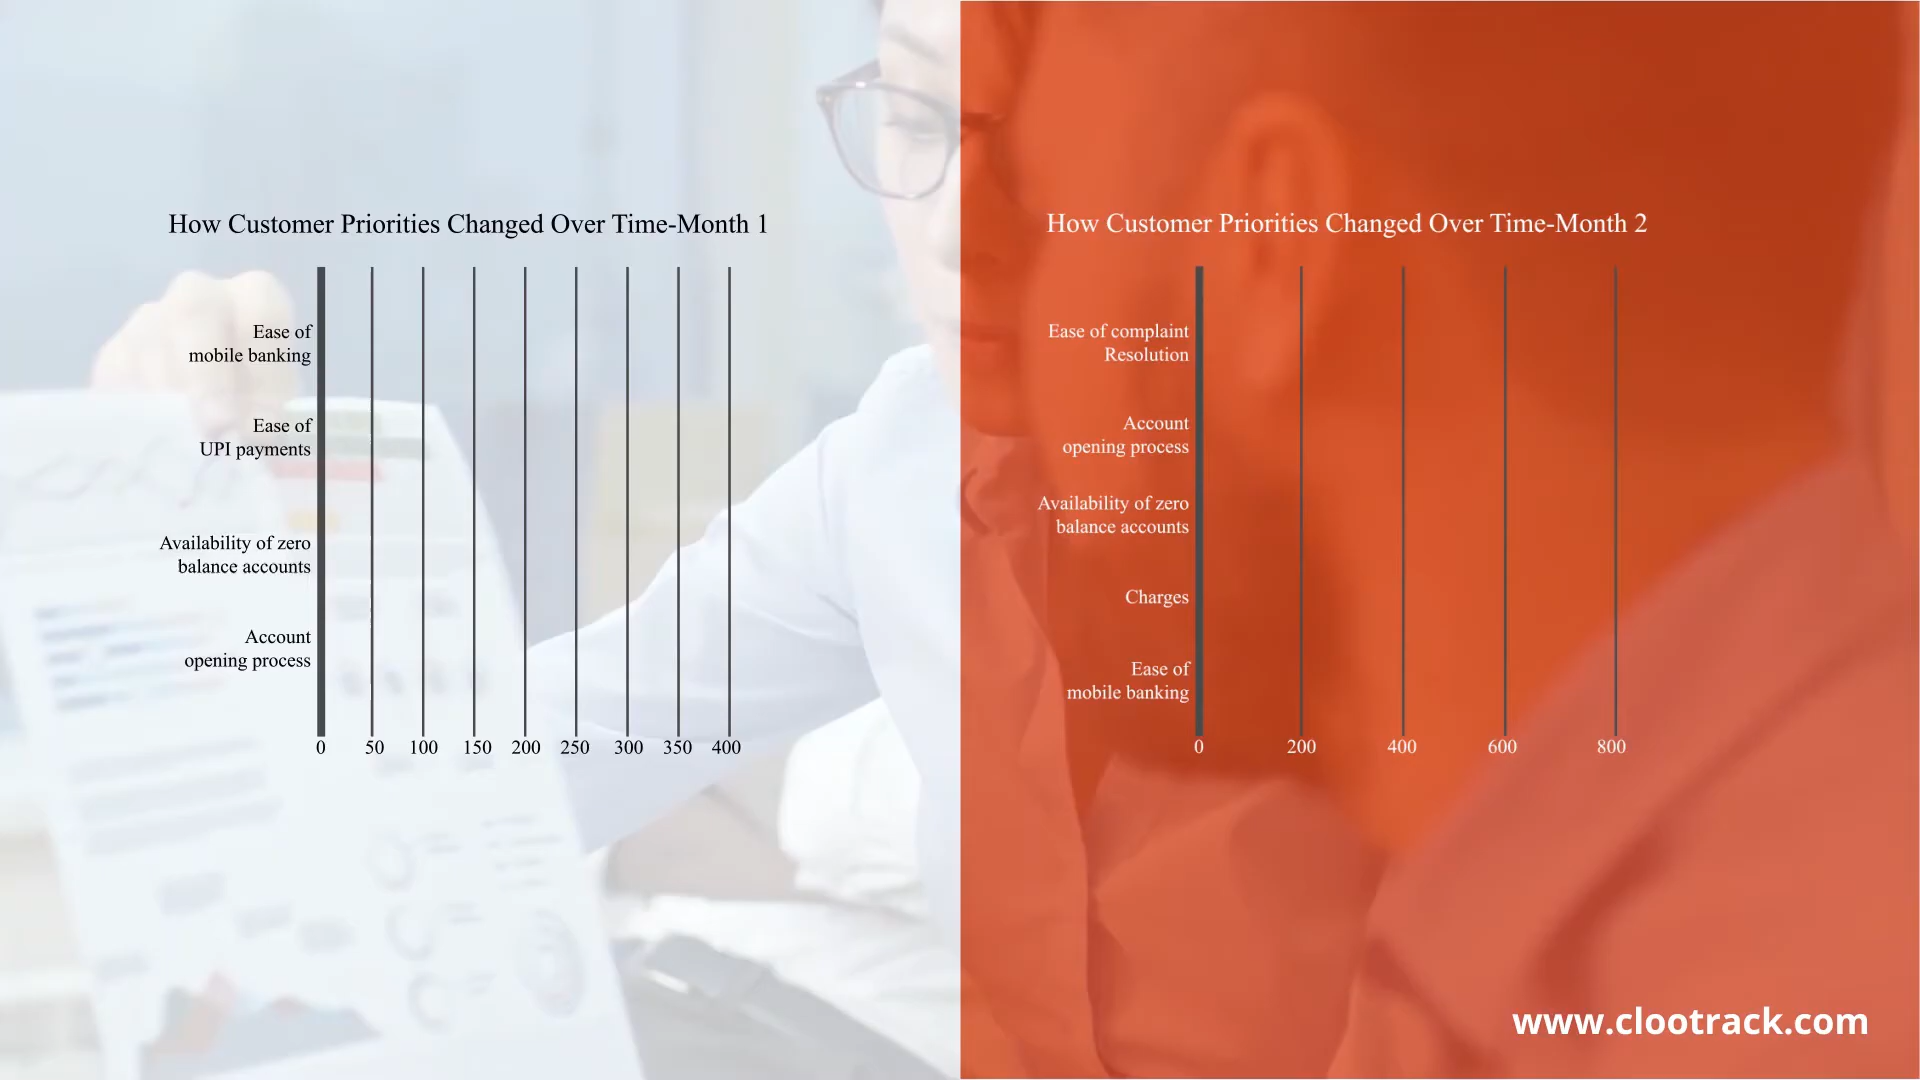 How Customer Priorities Changed Over Time-Month 1
Ease of
mobile banking
Ease of
UPI payments
Availability of zero
balance accounts
Account
opening process
0 50 100 150 200 250 300 350 400
How Customer Priorities Changed Over Time-Month 2
Ease of complaint
Resolution
Account
opening process
Availability of zero
balance accounts
Charges
Ease of
mobile banking
0 200 400 600 800
www.clootrack.com